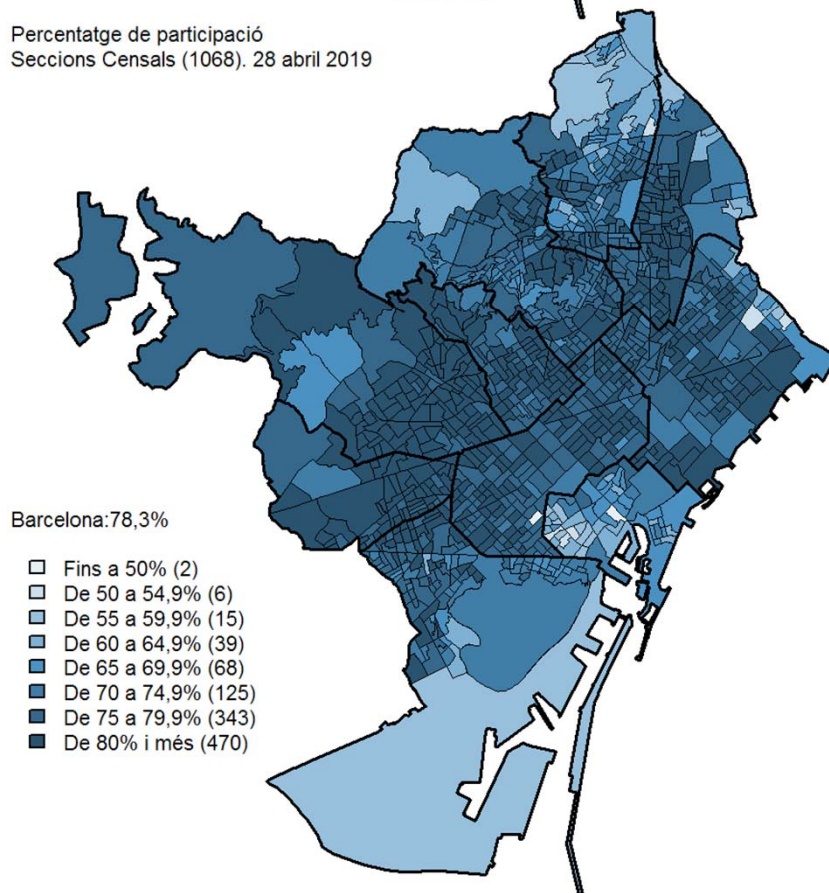 Percentatge de participació
Seccions Censals (1068). 28 abril 2019
Barcelona:78,3%
Fins a 50% (2)
De 50 a 54,9% (6)
De 55 a 59,9% (15)
De 60 a 64,9% (39)
De 65 a 69,9% (68)
De 70 a 74,9% (125)
De 75 a 79,9% (343)
De 80% i més (470)